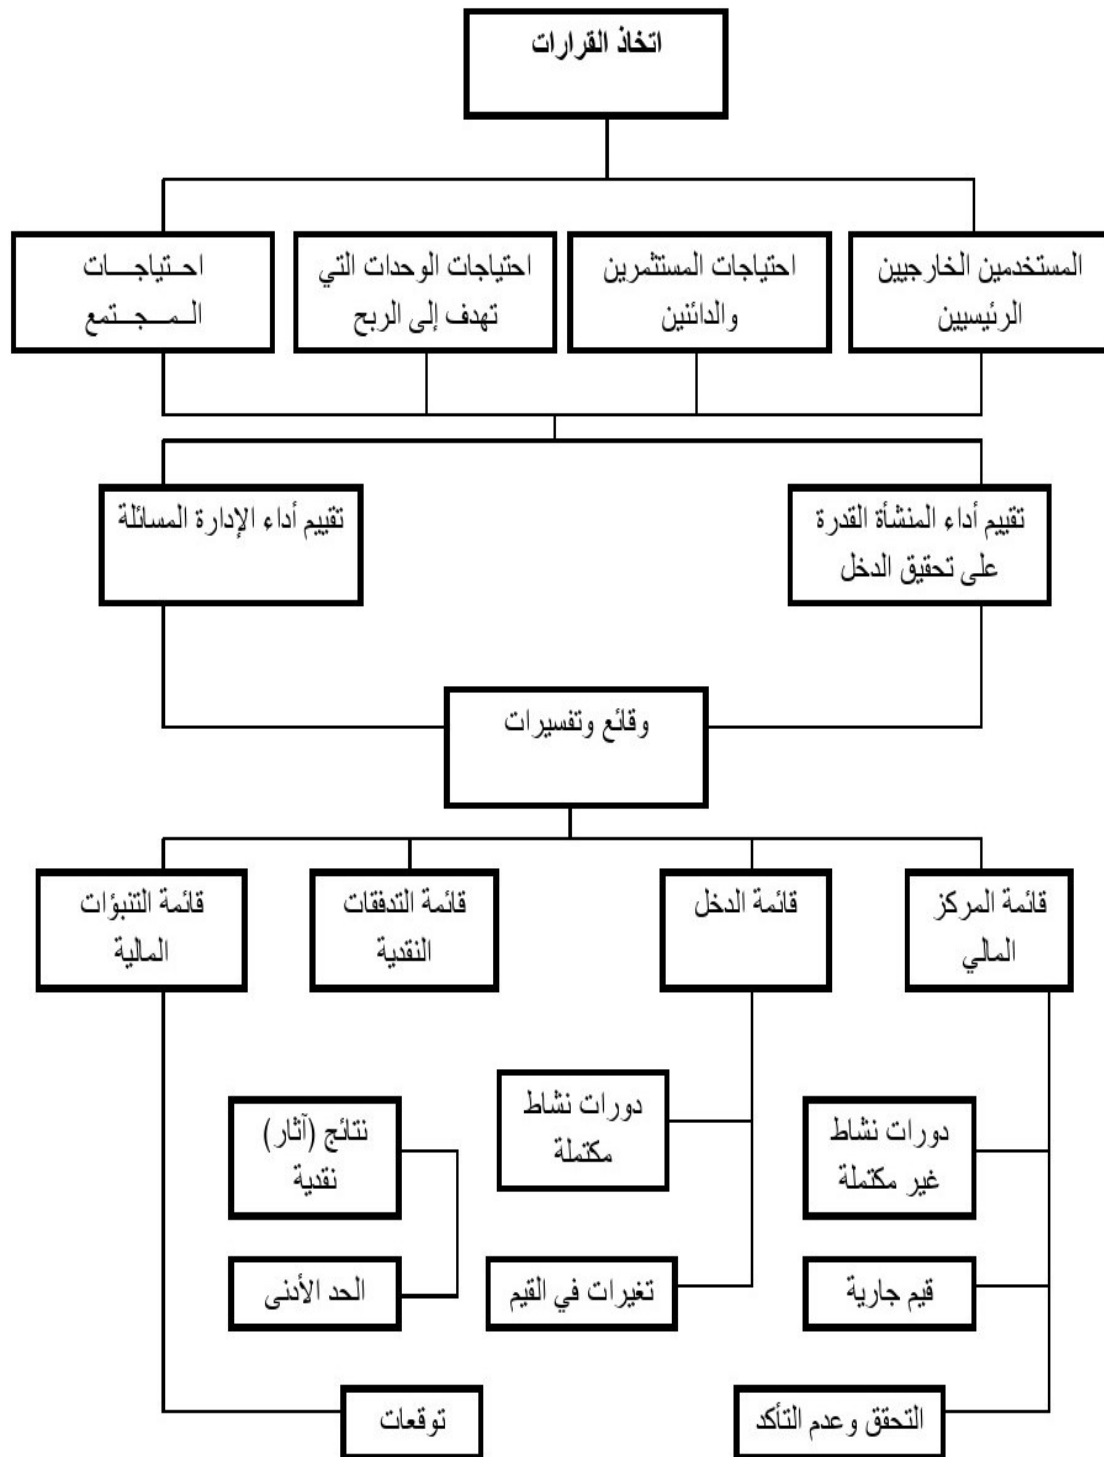 اتخاذ القرارات
المستخدمين الخارجيين
الرئيسيين
احتياجات المستثمرين
والدائنين
احتياجات الوحدات التي
تهدف إلى الربح
احتياجات
المجتمع
تقييم أداء المنشأة القدرة
على تحقيق الدخل
تقييم أداء الإدارة المسائلة
وقائع وتفسيرات
قائمة المركز
المالي
قائمة الدخل
قائمة التدفقات
النقدية
قائمة التنبؤات
المالية
دورات نشاط
غير مكتملة
دورات نشاط
مكتملة
نتائج (آثار)
نقدية
قيم جارية
تغيرات في القيم
الحد الأدنى
التحقق وعدم التأكد
توقعات